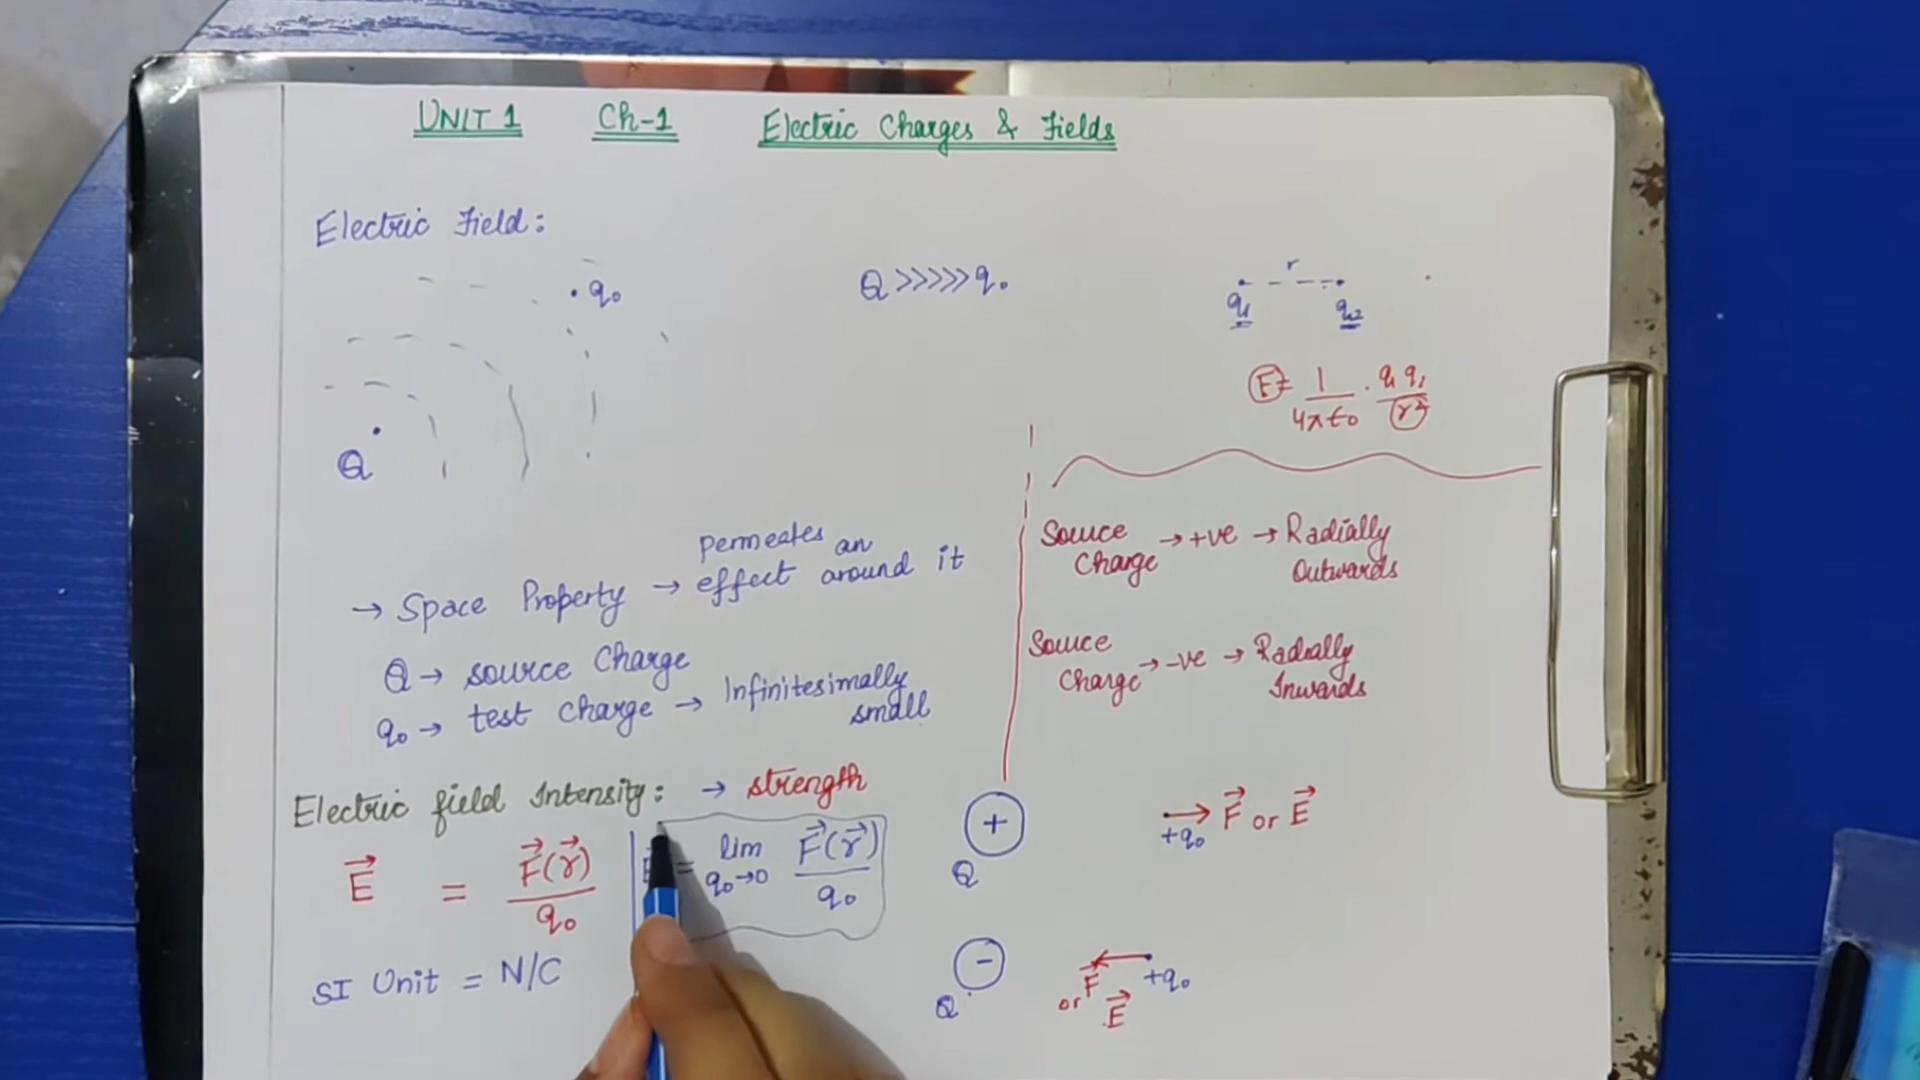 UNIT 1 Ch-1 Electric Charges & Fields
Electric Field:
q₀
Q
Q >>>>> q₀
r
q₁ q₂
F = 1/4πε₀ · q₁q₂/r²
→ Space Property → permeates an
effect around it
Q → source Charge
q₀ → test charge → Infinitesimally
small
Source
Charge → +ve → Radially
Outwards
Source
Charge → -ve → Radially
Inwards
Electric field Intensity: → strength
E⃗ = F⃗(r⃗)/q₀
= lim q₀→0 F⃗(r⃗)/q₀
SI Unit = N/C
+
Q
+q₀ → F⃗ or E⃗
-
Q
F⃗
or E⃗
+q₀